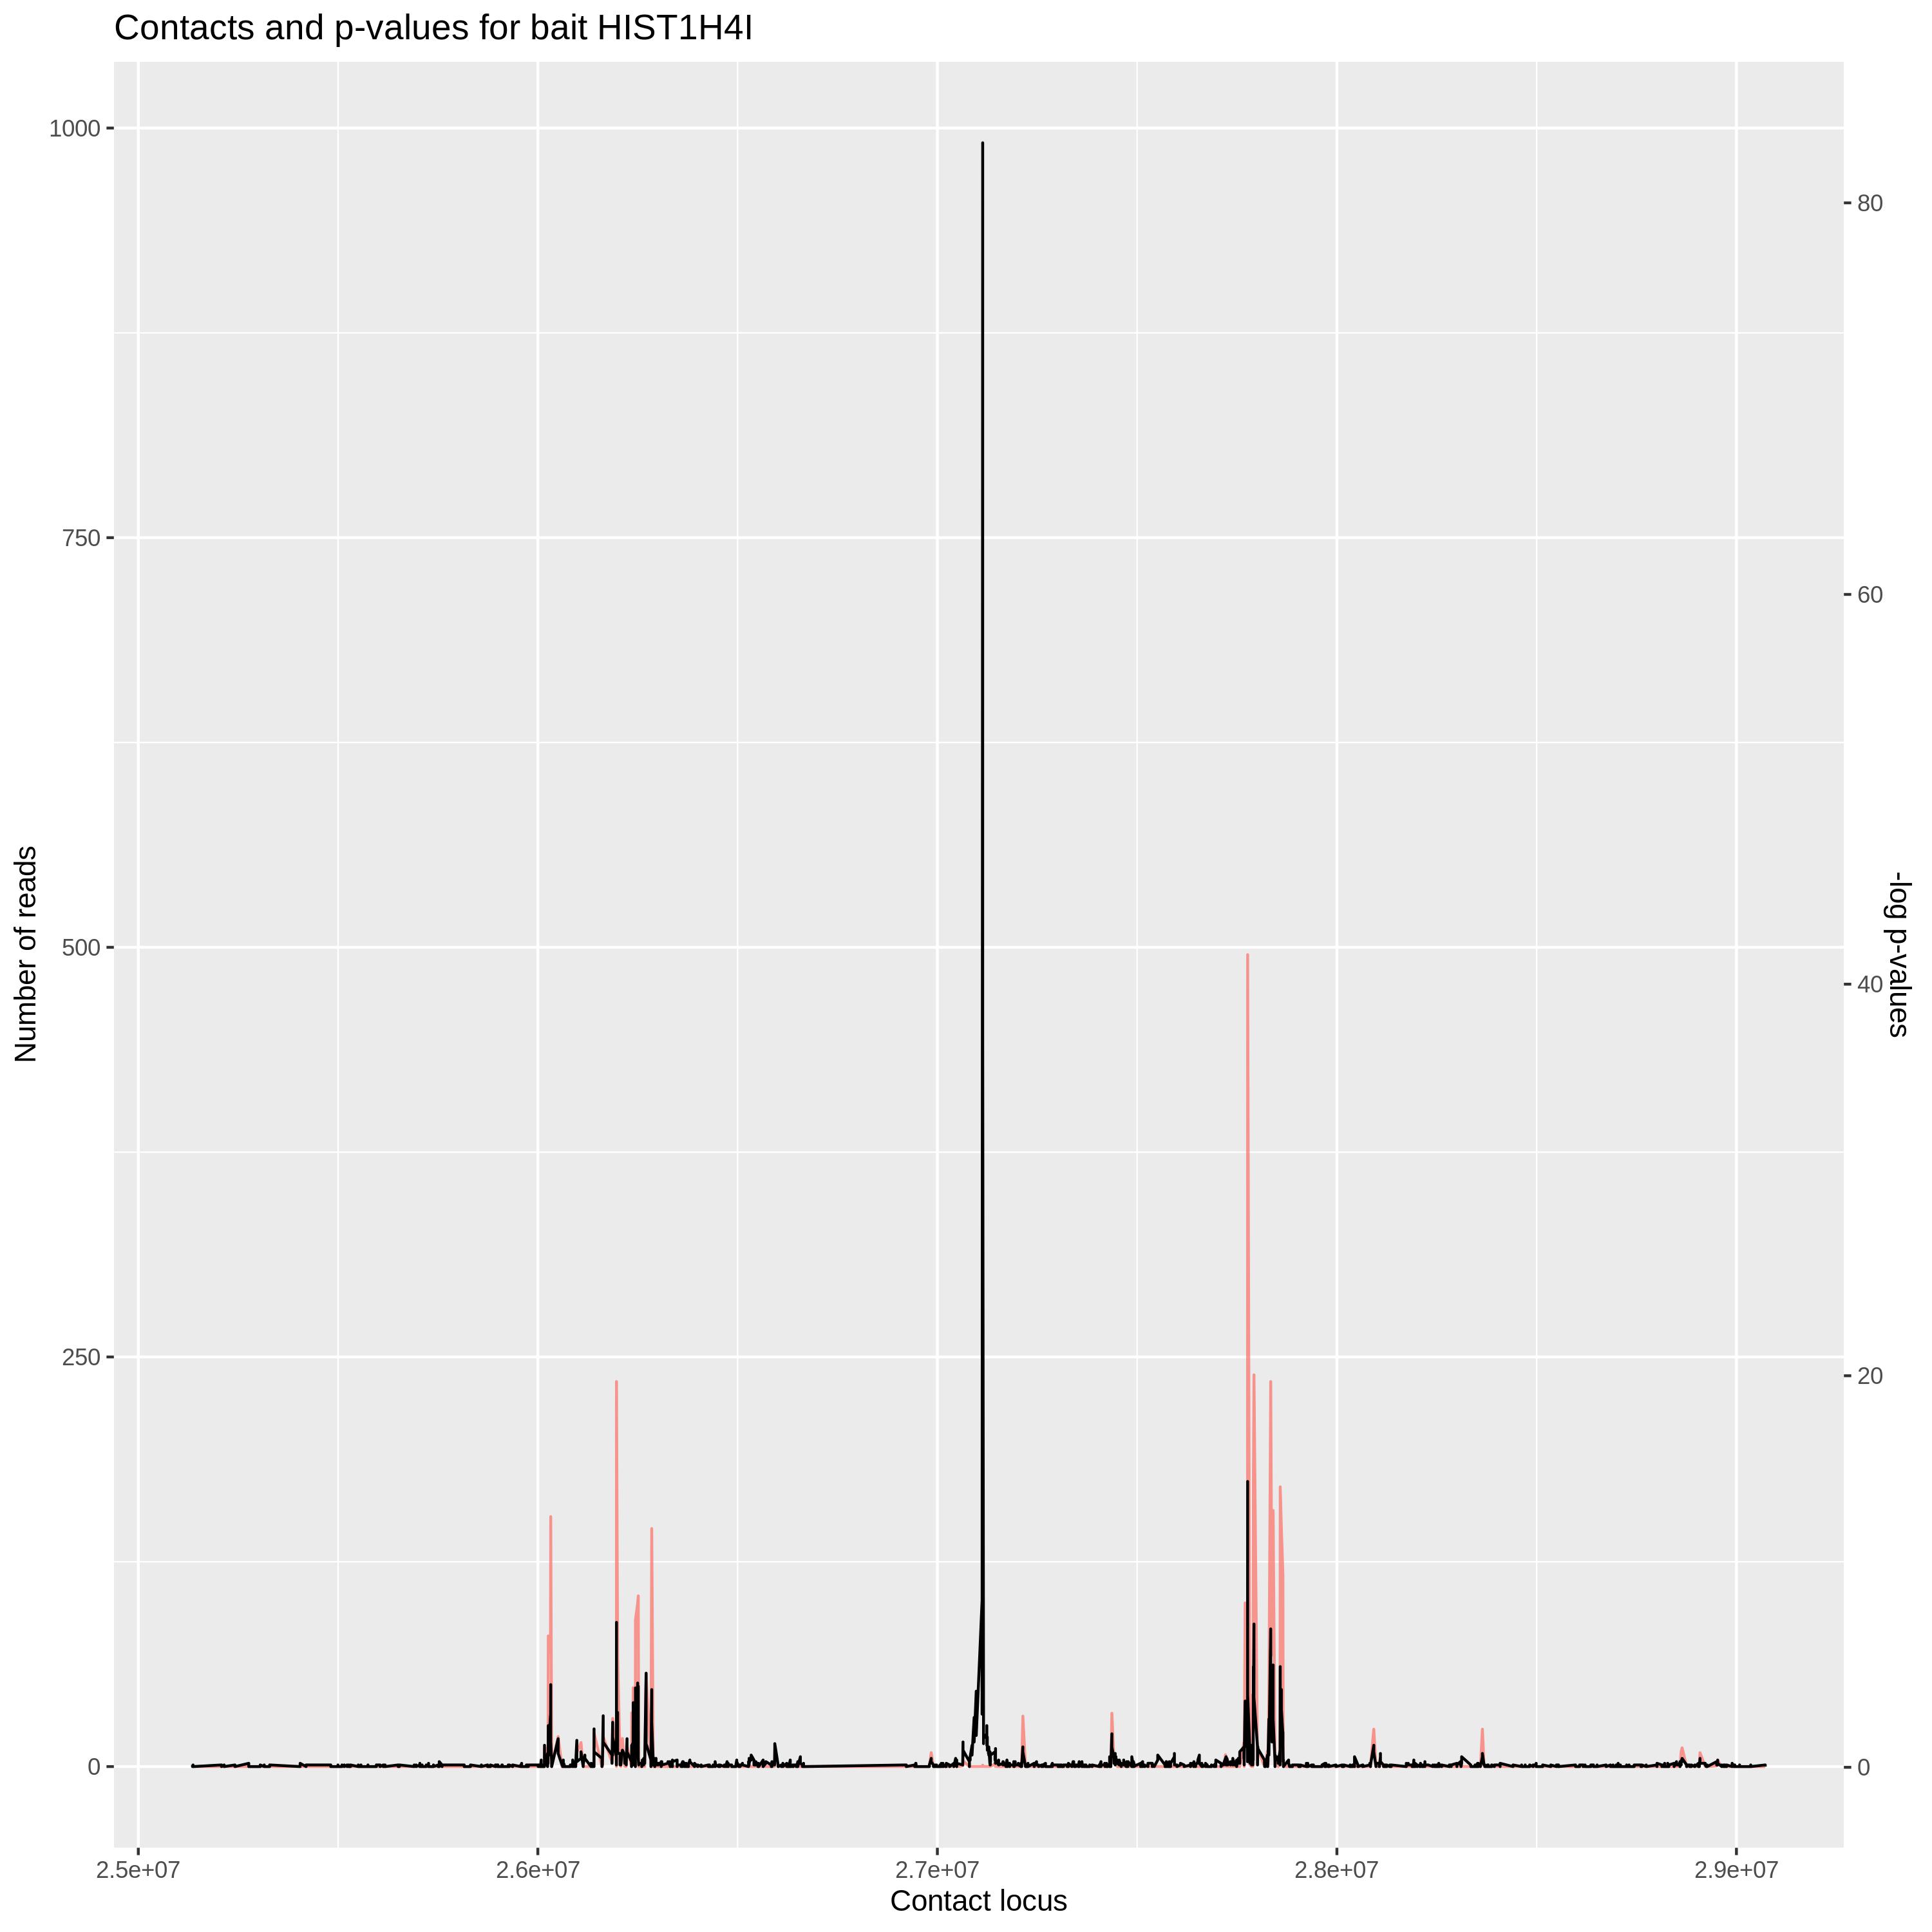 Contacts and p-values for bait HIST1H4I
1000
750
500
250
0
Number of reads
80
60
40
20
0
-log p-values
2.5e+07
2.6e+07
2.7e+07
2.8e+07
2.9e+07
Contact locus